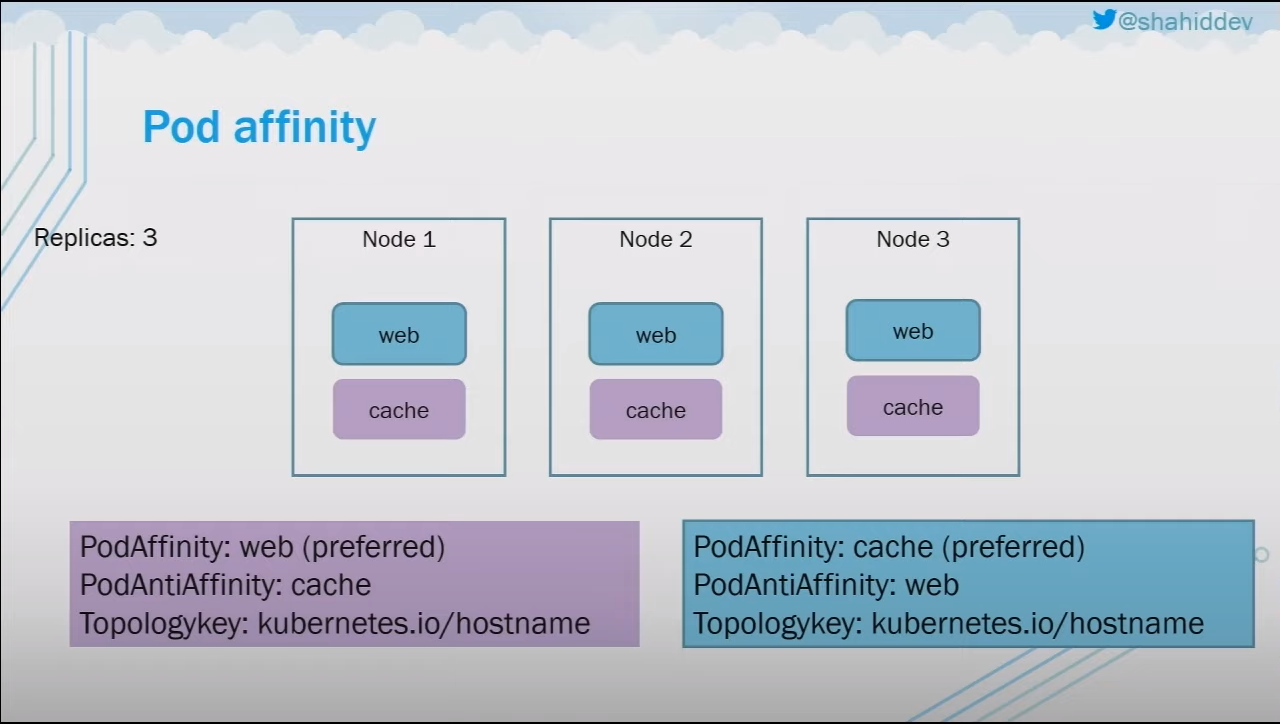 @shahiddev
Pod affinity
Replicas: 3
Node 1
web
cache
Node 2
web
cache
Node 3
web
cache
PodAffinity: web (preferred)
PodAntiAffinity: cache
Topologykey: kubernetes.io/hostname
PodAffinity: cache (preferred)
PodAntiAffinity: web
Topologykey: kubernetes.io/hostname